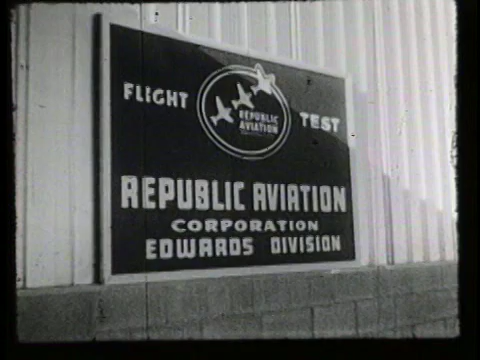 FLIGHT TEST
REPUBLIC
AVIATION
REPUBLIC AVIATION
CORPORATION
EDWARDS DIVISION